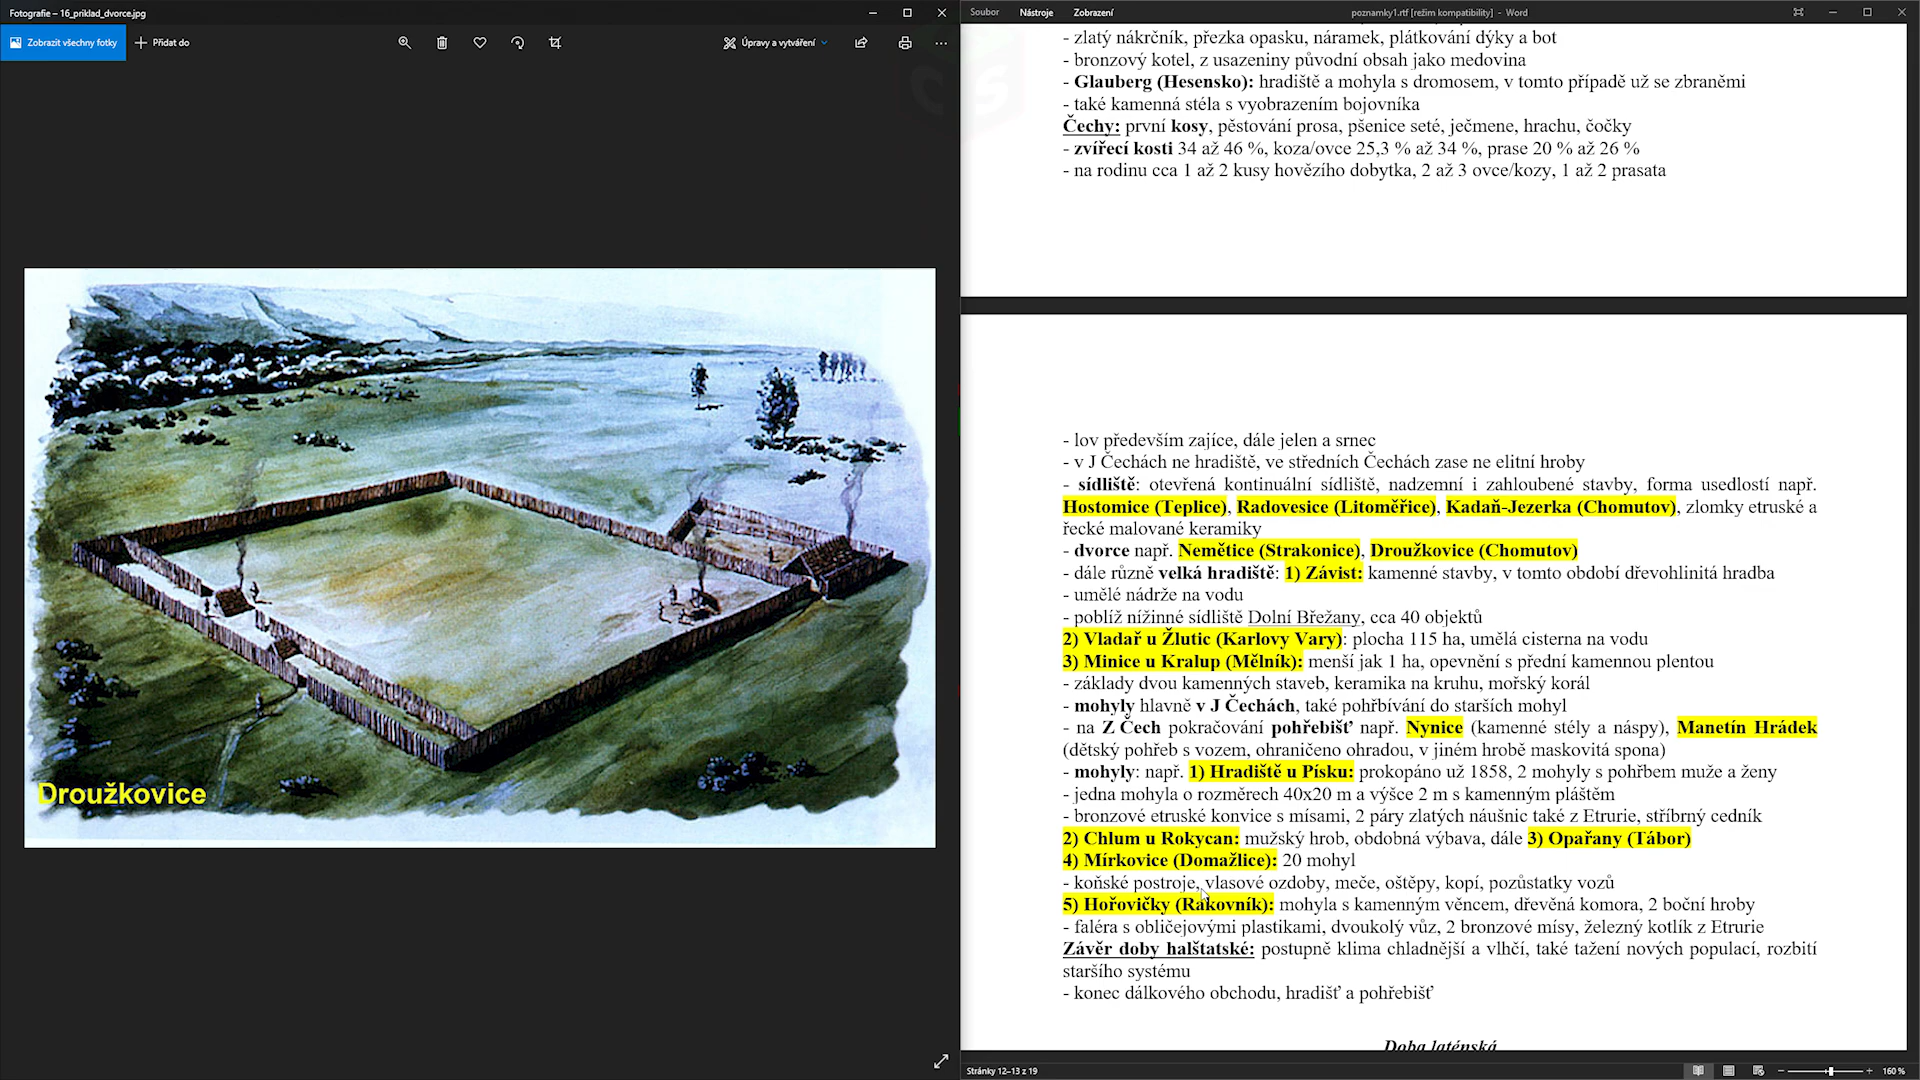 Fotografie – 16_priklad_dvorce.jpg
Zobrazit všechny fotky
Přidat do
Úpravy a vytváření
Droužkovice
Soubor Nástroje Zobrazení
poznamky1.rtf [režim kompatibility] - Word
- zlatý nákrčník, přezka opasku, náramek, plátkování dýky a bot
- bronzový kotel, z usazeniny původní obsah jako medovina
- Glauberg (Hesensko): hradiště a mohyla s dromosem, v tomto případě už se zbraněmi
- také kamenná stéla s vyobrazením bojovníka
Čechy: první kosy, pěstování prosa, pšenice seté, ječmene, hrachu, čočky
- zvířecí kosti 34 až 46 %, koza/ovce 25,3 % až 34 %, prase 20 % až 26 %
- na rodinu cca 1 až 2 kusy hovězího dobytka, 2 až 3 ovce/kozy, 1 až 2 prasata
- lov především zajíce, dále jelen a srnec
- v J Čechách ne hradiště, ve středních Čechách zase ne elitní hroby
- sídliště: otevřená kontinuální sídliště, nadzemní i zahloubené stavby, forma usedlostí např.
Hostomice (Teplice), Radovesice (Litoměřice), Kadaň-Jezerka (Chomutov), zlomky etruské a
řecké malované keramiky
- dvorce např. Nemětice (Strakonice), Droužkovice (Chomutov)
- dále různě velká hradiště: 1) Závist: kamenné stavby, v tomto období dřevohlinitá hradba
- umělé nádrže na vodu
- poblíž nížinné sídliště Dolní Břežany, cca 40 objektů
2) Vladař u Žlutic (Karlovy Vary): plocha 115 ha, umělá cisterna na vodu
3) Minice u Kralup (Mělník): menší jak 1 ha, opevnění s přední kamennou plentou
- základy dvou kamenných staveb, keramika na kruhu, mořský korál
- mohyly hlavně v J Čechách, také pohřbívání do starších mohyl
- na Z Čech pokračování pohřebišť např. Nynice (kamenné stély a náspy), Manetín Hrádek
(dětský pohřeb s vozem, ohraničeno ohradou, v jiném hrobě maskovitá spona)
- mohyly: např. 1) Hradiště u Písku: prokopáno už 1858, 2 mohyly s pohřbem muže a ženy
- jedna mohyla o rozměrech 40x20 m a výšce 2 m s kamenným pláštěm
- bronzové etruské konvice s mísami, 2 páry zlatých náušnic také z Etrurie, stříbrný cedník
2) Chlum u Rokycan: mužský hrob, obdobná výbava, dále 3) Opařany (Tábor)
4) Mírkovice (Domažlice): 20 mohyl
- koňské postroje, vlasové ozdoby, meče, oštěpy, kopí, pozůstatky vozů
5) Hořovičky (Rakovník): mohyla s kamenným věncem, dřevěná komora, 2 boční hroby
- faléra s obličejovými plastikami, dvoukolý vůz, 2 bronzové mísy, železný kotlík z Etrurie
Závěr doby halštatské: postupně klima chladnější a vlhčí, také tažení nových populací, rozbití
staršího systému
- konec dálkového obchodu, hradišť a pohřebišť
Doba laténská
Stránky 12–13 z 19
160 %